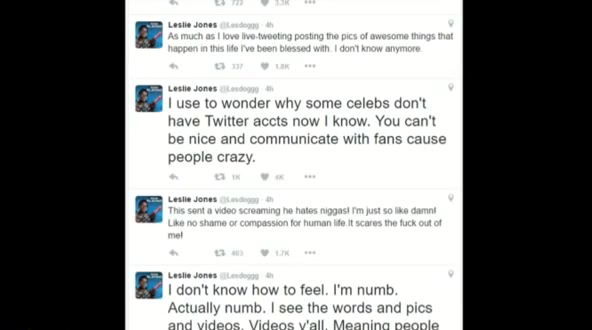 722 3.3K
Leslie Jones @Lesdoggg · 4h
As much as I love live-tweeting posting the pics of awesome things that
happen in this life I've been blessed with. I don't know anymore.
337 1.8K
Leslie Jones @Lesdoggg · 4h
I use to wonder why some celebs don't
have Twitter accts now I know. You can't
be nice and communicate with fans cause
people crazy.
1K 6K
Leslie Jones @Lesdoggg · 4h
This sent a video screaming he hates niggas! I'm just so like damn!
Like no shame or compassion for human life.It scares the fuck out of
me!
463 1.7K
Leslie Jones @Lesdoggg · 4h
I don't know how to feel. I'm numb.
Actually numb. I see the words and pics
and videos. Videos y'all. Meaning people